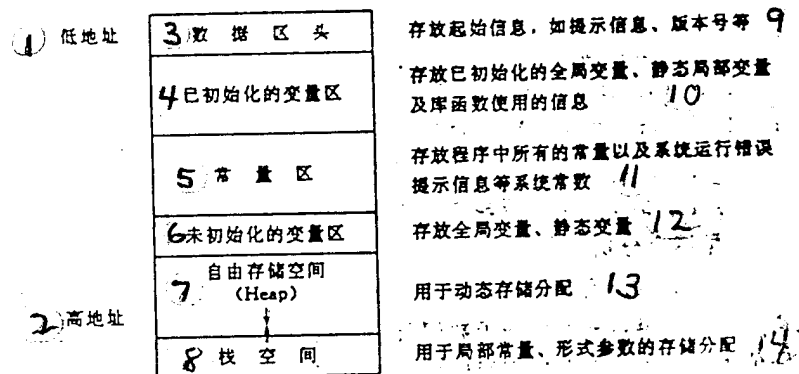 1 低地址
3 数 据 区 头
存放起始信息，如提示信息、版本号等 9
4 已初始化的变量区
存放已初始化的全局变量、静态局部变量
及库函数使用的信息 10
5 常 量 区
存放程序中所有的常量以及系统运行错误
提示信息等系统常数 11
6 未初始化的变量区
存放全局变量、静态变量 12
7 自由存储空间
(Heap)
用于动态存储分配 13
2 高地址
8 栈 空 间
用于局部常量、形式参数的存储分配 14